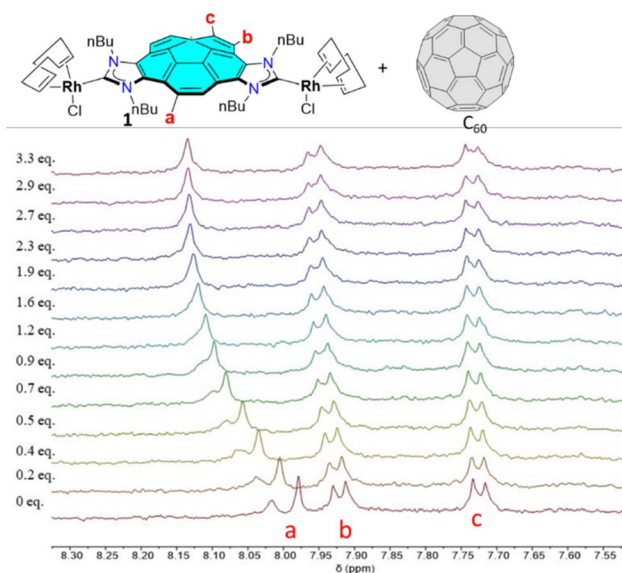 c
b
nBu
nBu
nBu
N
N
Rh
Rh
+
N
N
Cl
nBu
nBu
Cl
1
a
C60
3.3 eq.
2.9 eq.
2.7 eq.
2.3 eq.
1.9 eq.
1.6 eq.
1.2 eq.
0.9 eq.
0.7 eq.
0.5 eq.
0.4 eq.
0.2 eq.
0 eq.
a b c
8.30 8.25 8.20 8.15 8.10 8.05 8.00 7.95 7.90 7.85 7.80 7.75 7.70 7.65 7.60 7.55
δ (ppm)